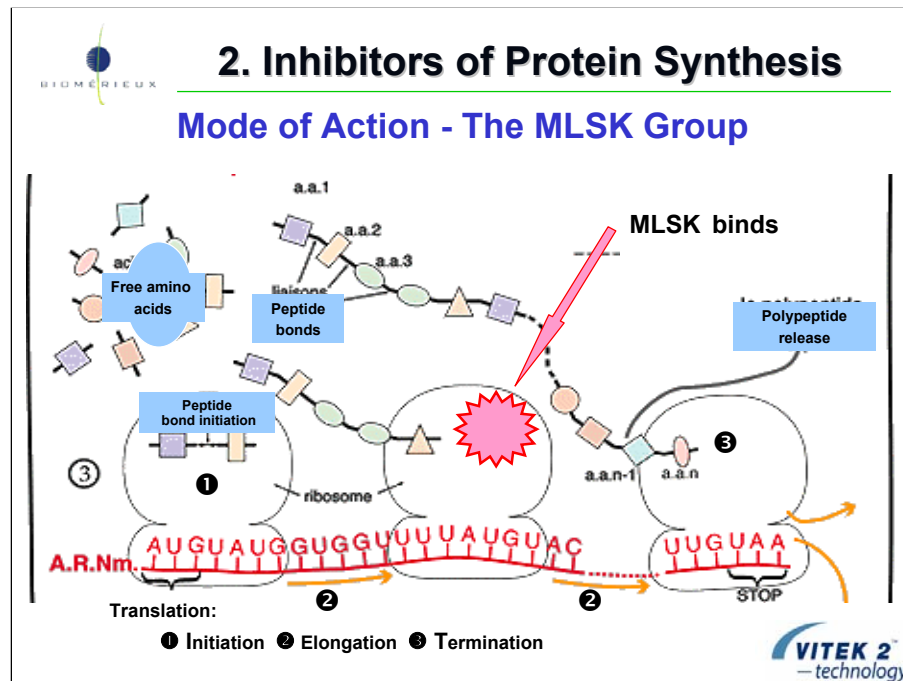 BIOMÉRIEUX
2. Inhibitors of Protein Synthesis
Mode of Action - The MLSK Group
a.a.1
a.a.2
a.a.3
MLSK binds
Free amino
acids
liaisons
Peptide
bonds
Polypeptide
release
Peptide
bond initiation
③
❶
ribosome
a.a.n-1
a.a.n
❸
A.R.Nm.
AUGUAUGGUGGUUUUAUGUAC
UUGUAA
STOP
❷
❷
Translation:
❶ Initiation ❷ Elongation ❸ Termination
VITEK 2
technology